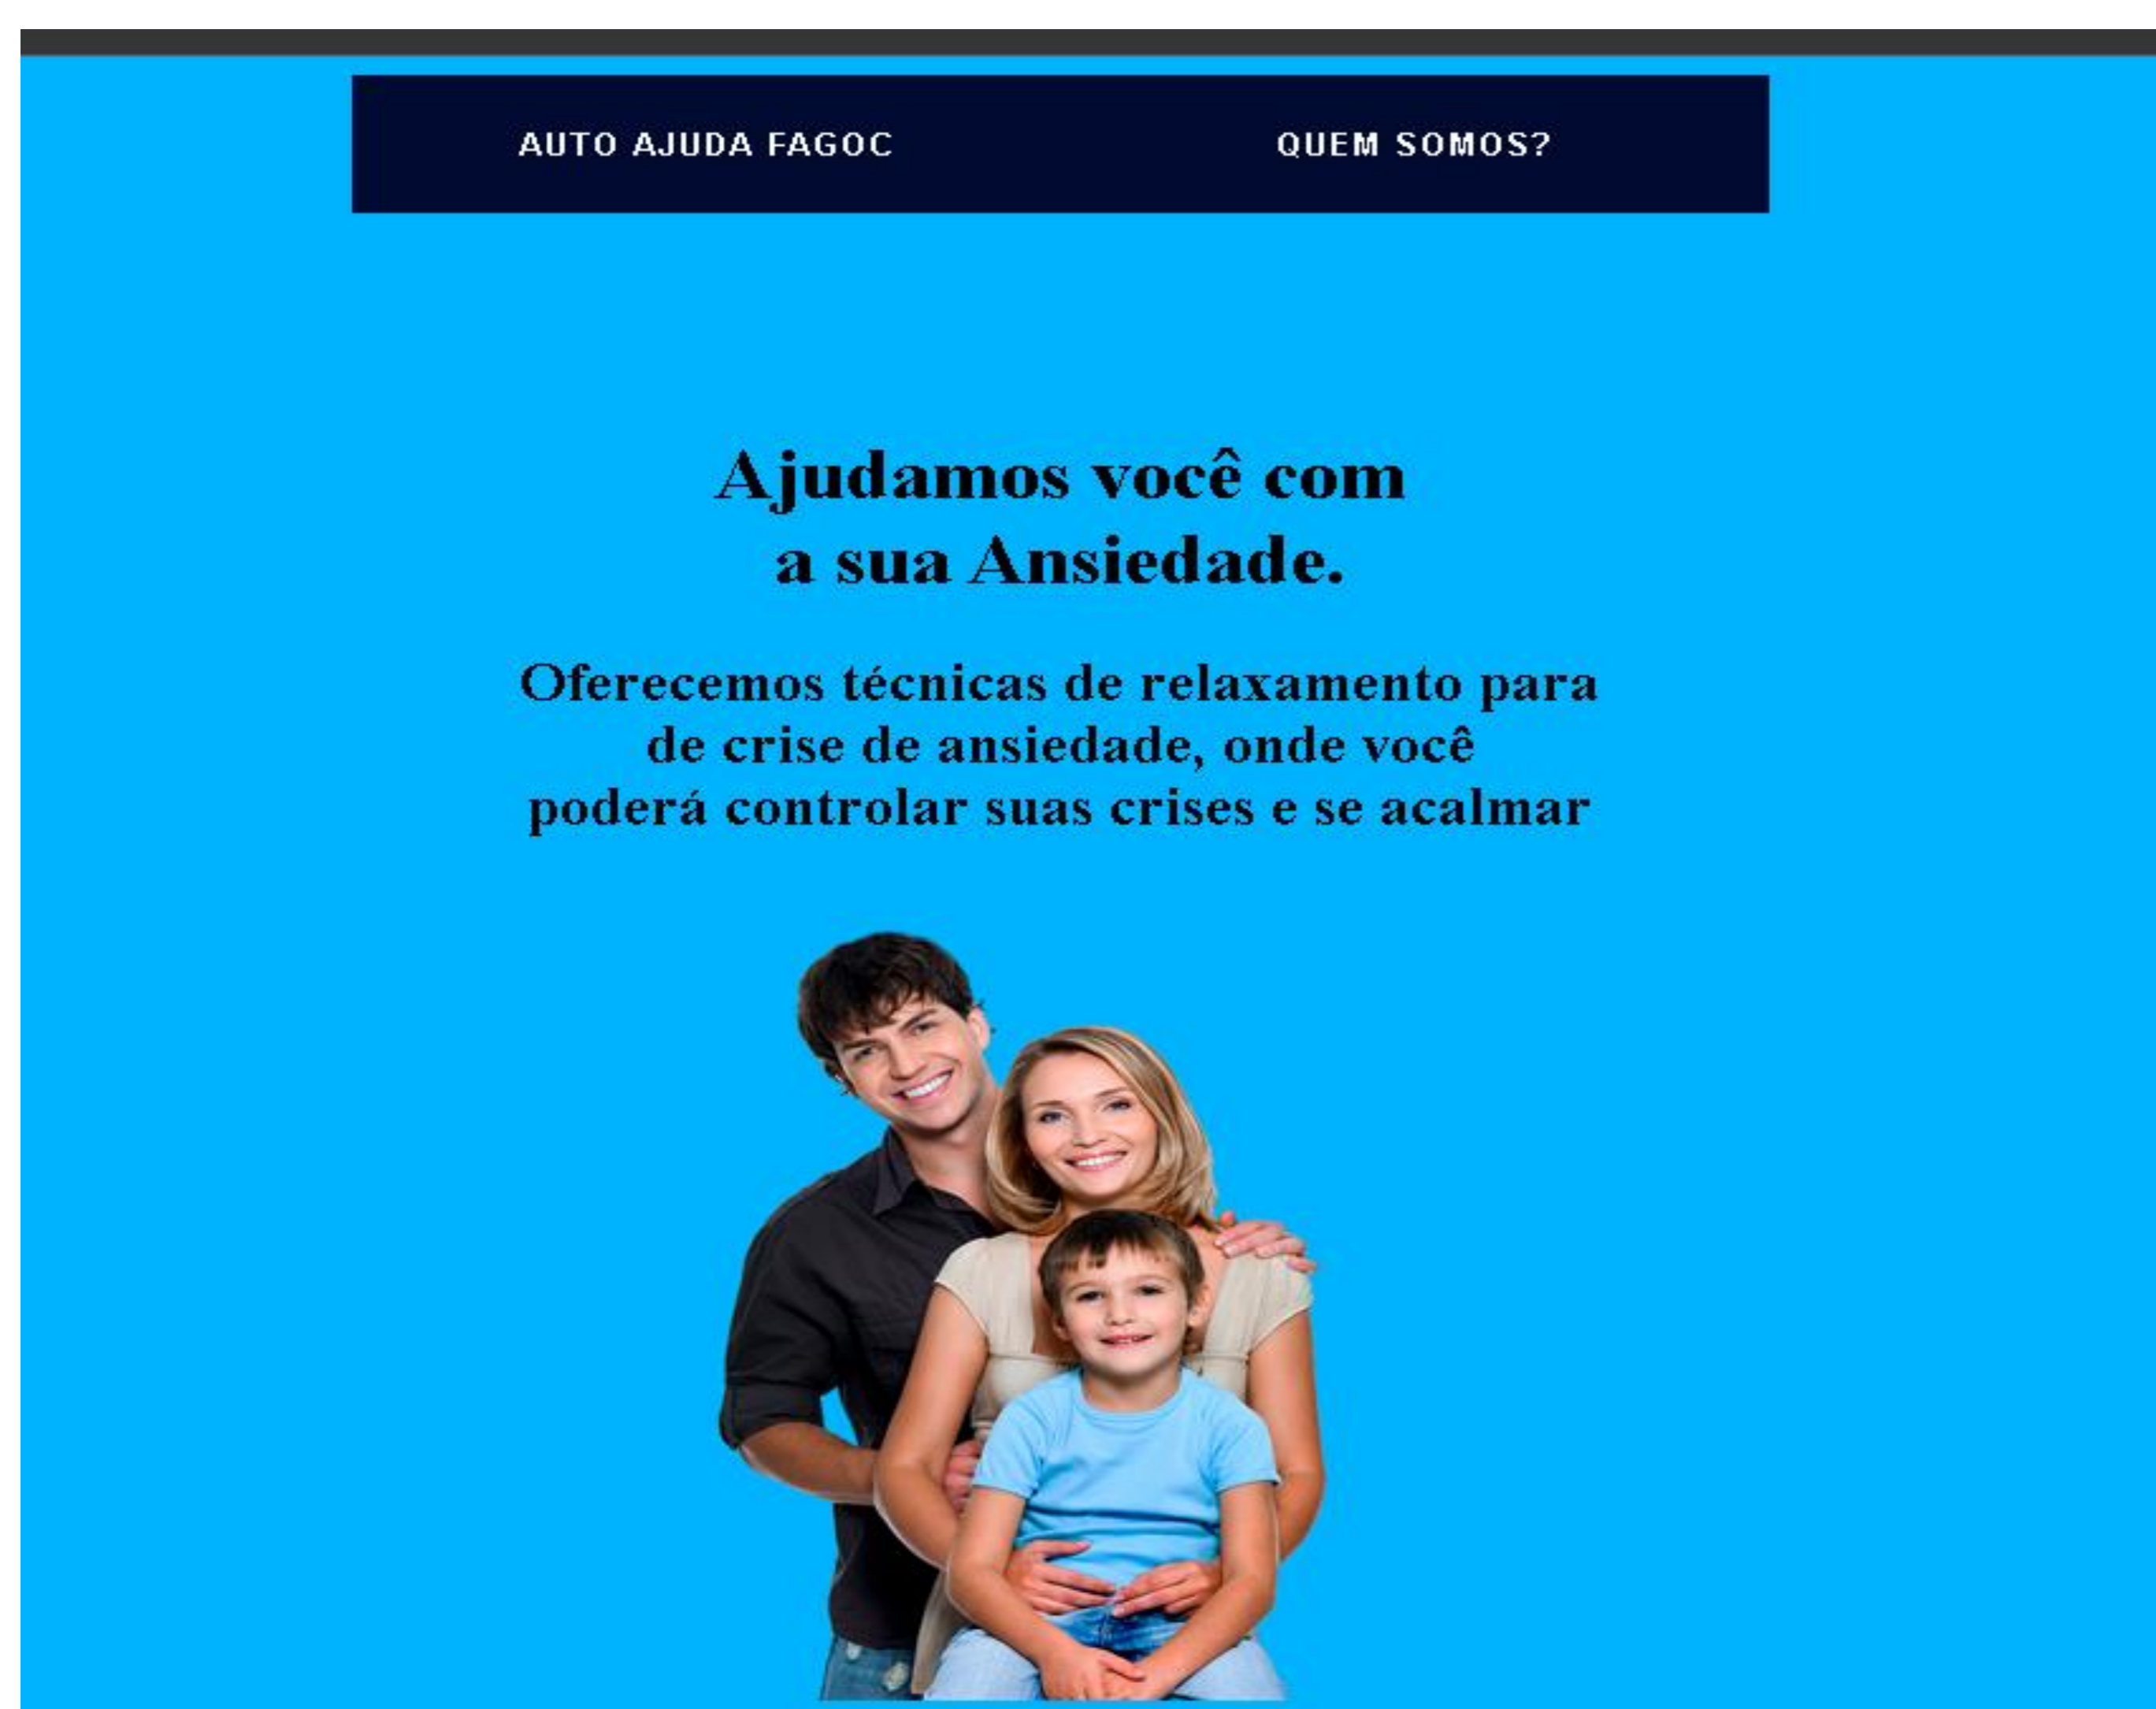 AUTO AJUDA FAGOC
QUEM SOMOS?
Ajudamos você com
a sua Ansiedade.
Oferecemos técnicas de relaxamento para
de crise de ansiedade, onde você
poderá controlar suas crises e se acalmar